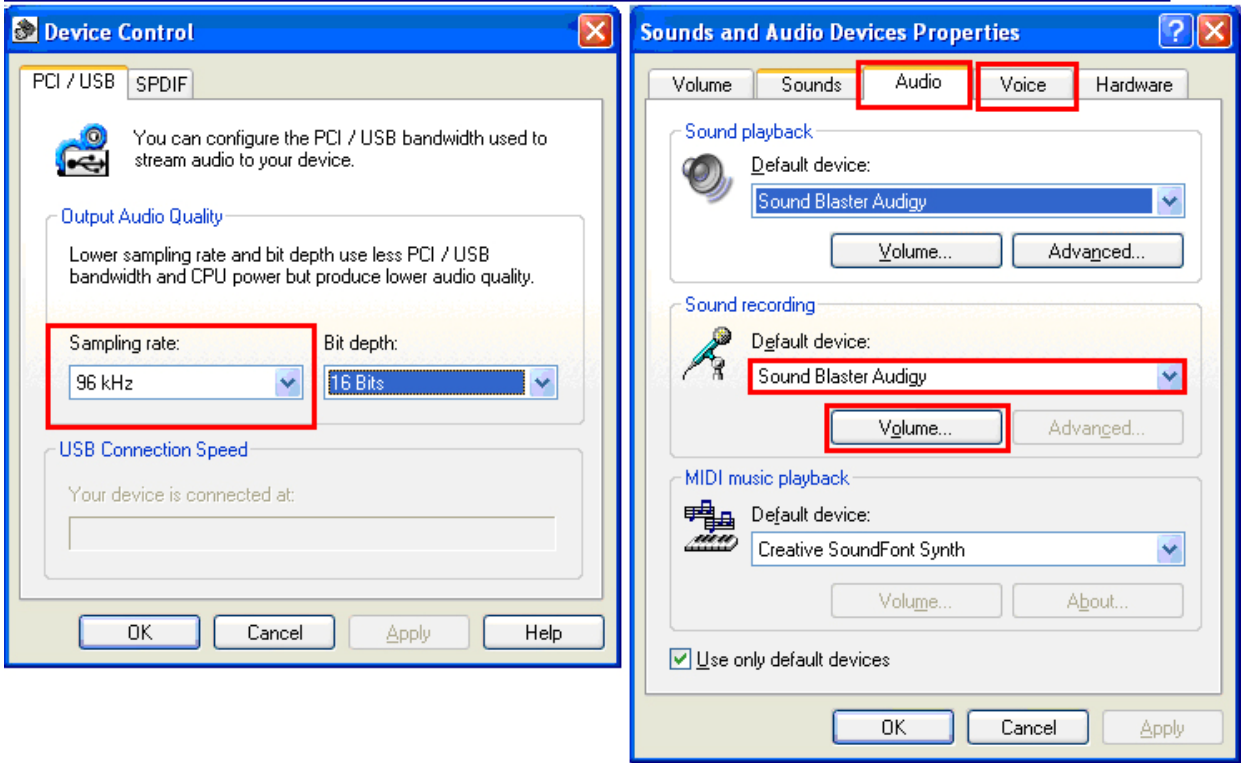 Device Control
PCI / USB
SPDIF
You can configure the PCI / USB bandwidth used to
stream audio to your device.
Output Audio Quality
Lower sampling rate and bit depth use less PCI / USB
bandwidth and CPU power but produce lower audio quality.
Sampling rate:
Bit depth:
96 kHz
16 Bits
USB Connection Speed
Your device is connected at:
OK
Cancel
Apply
Help
Sounds and Audio Devices Properties
Volume
Sounds
Audio
Voice
Hardware
Sound playback
Default device:
Sound Blaster Audigy
Volume...
Advanced...
Sound recording
Default device:
Sound Blaster Audigy
Volume...
Advanced...
MIDI music playback
Default device:
Creative SoundFont Synth
Volume...
About...
Use only default devices
OK
Cancel
Apply